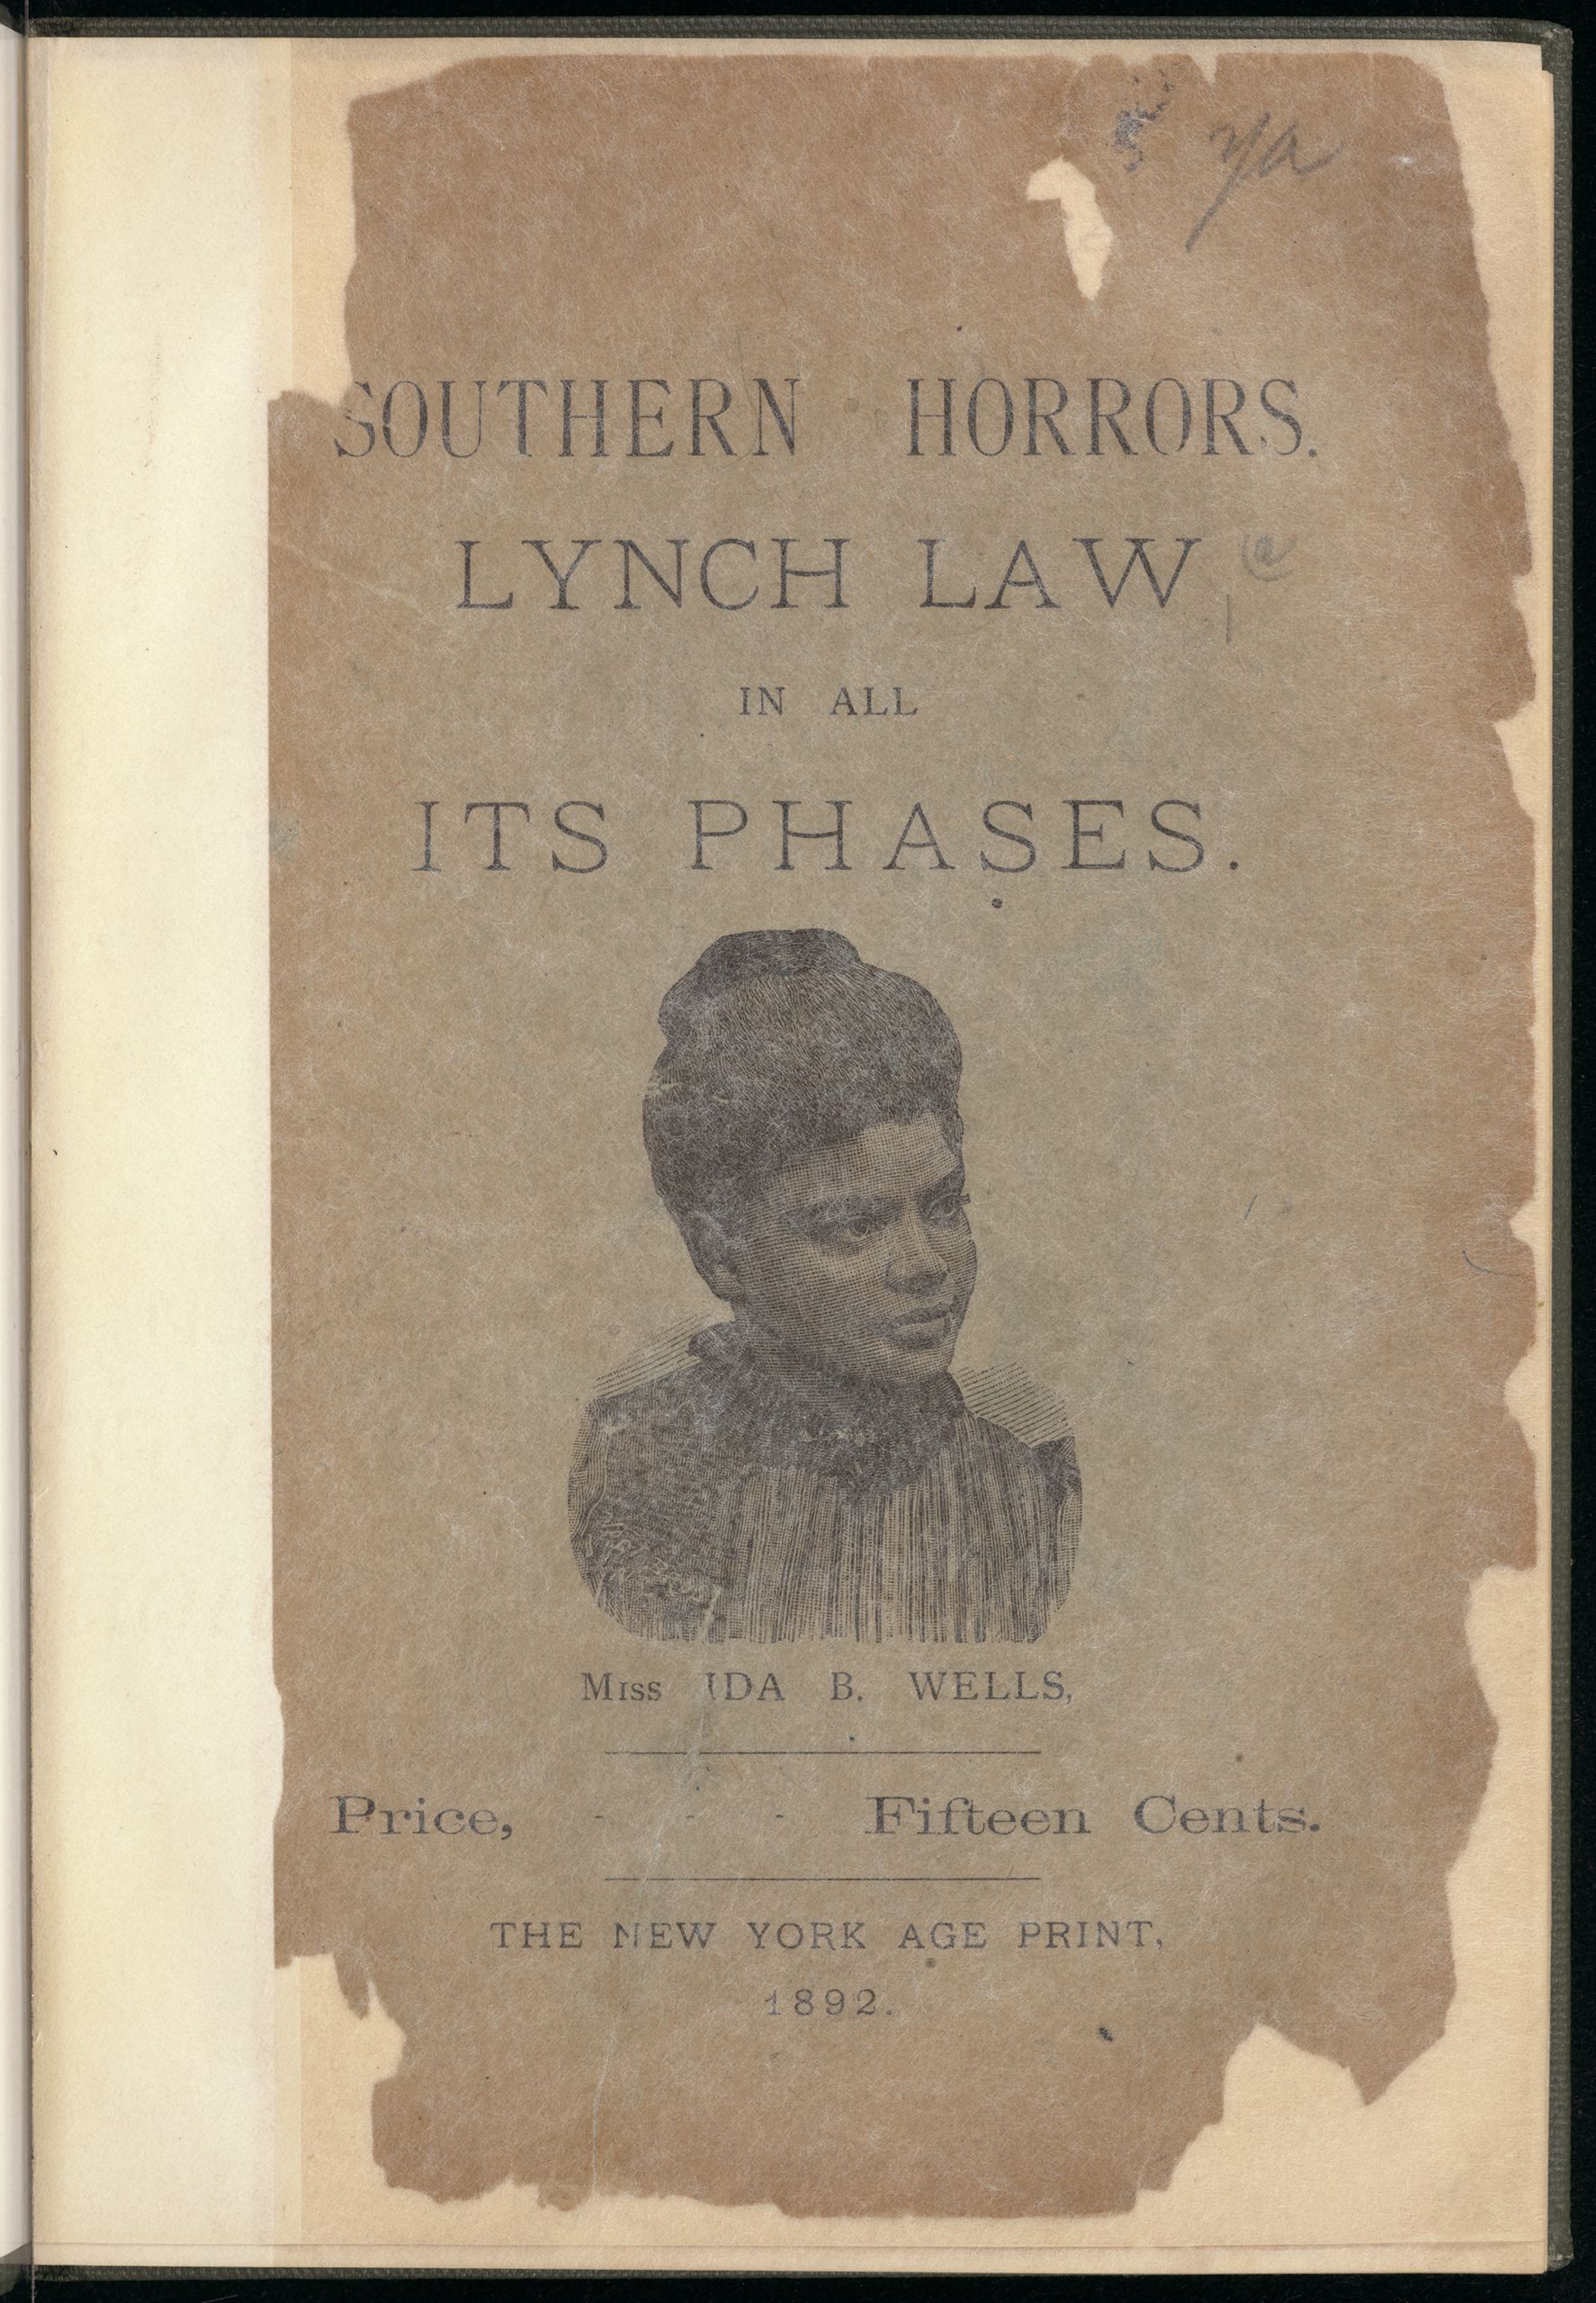 SOUTHERN HORRORS.
LYNCH LAW
IN ALL
ITS PHASES.
Miss IDA B. WELLS,
Price, - - - Fifteen Cents.
THE NEW YORK AGE PRINT,
1892.